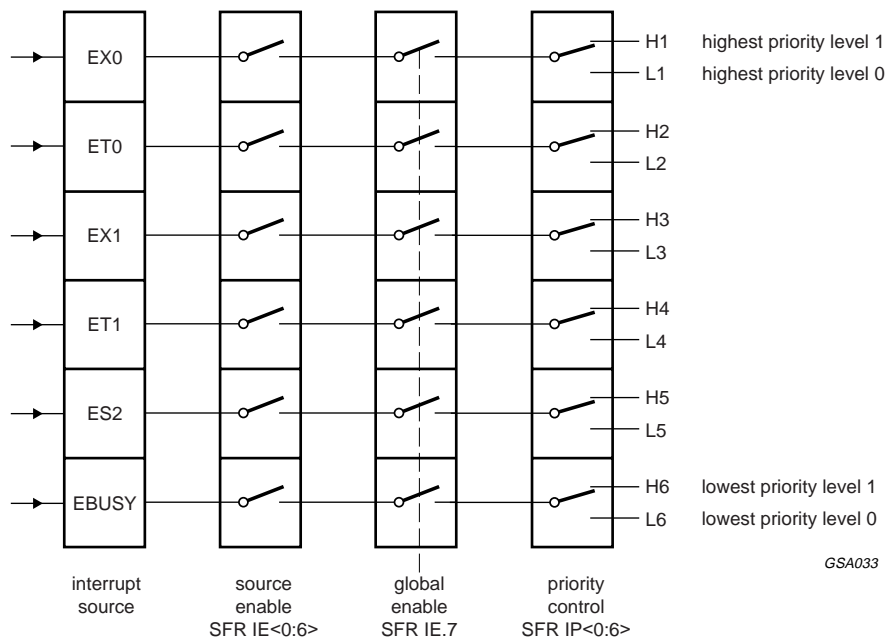 EX0
H1 highest priority level 1
L1 highest priority level 0
ET0
H2
L2
EX1
H3
L3
ET1
H4
L4
ES2
H5
L5
EBUSY
H6 lowest priority level 1
L6 lowest priority level 0
GSA033
interrupt
source
source
enable
SFR IE<0:6>
global
enable
SFR IE.7
priority
control
SFR IP<0:6>